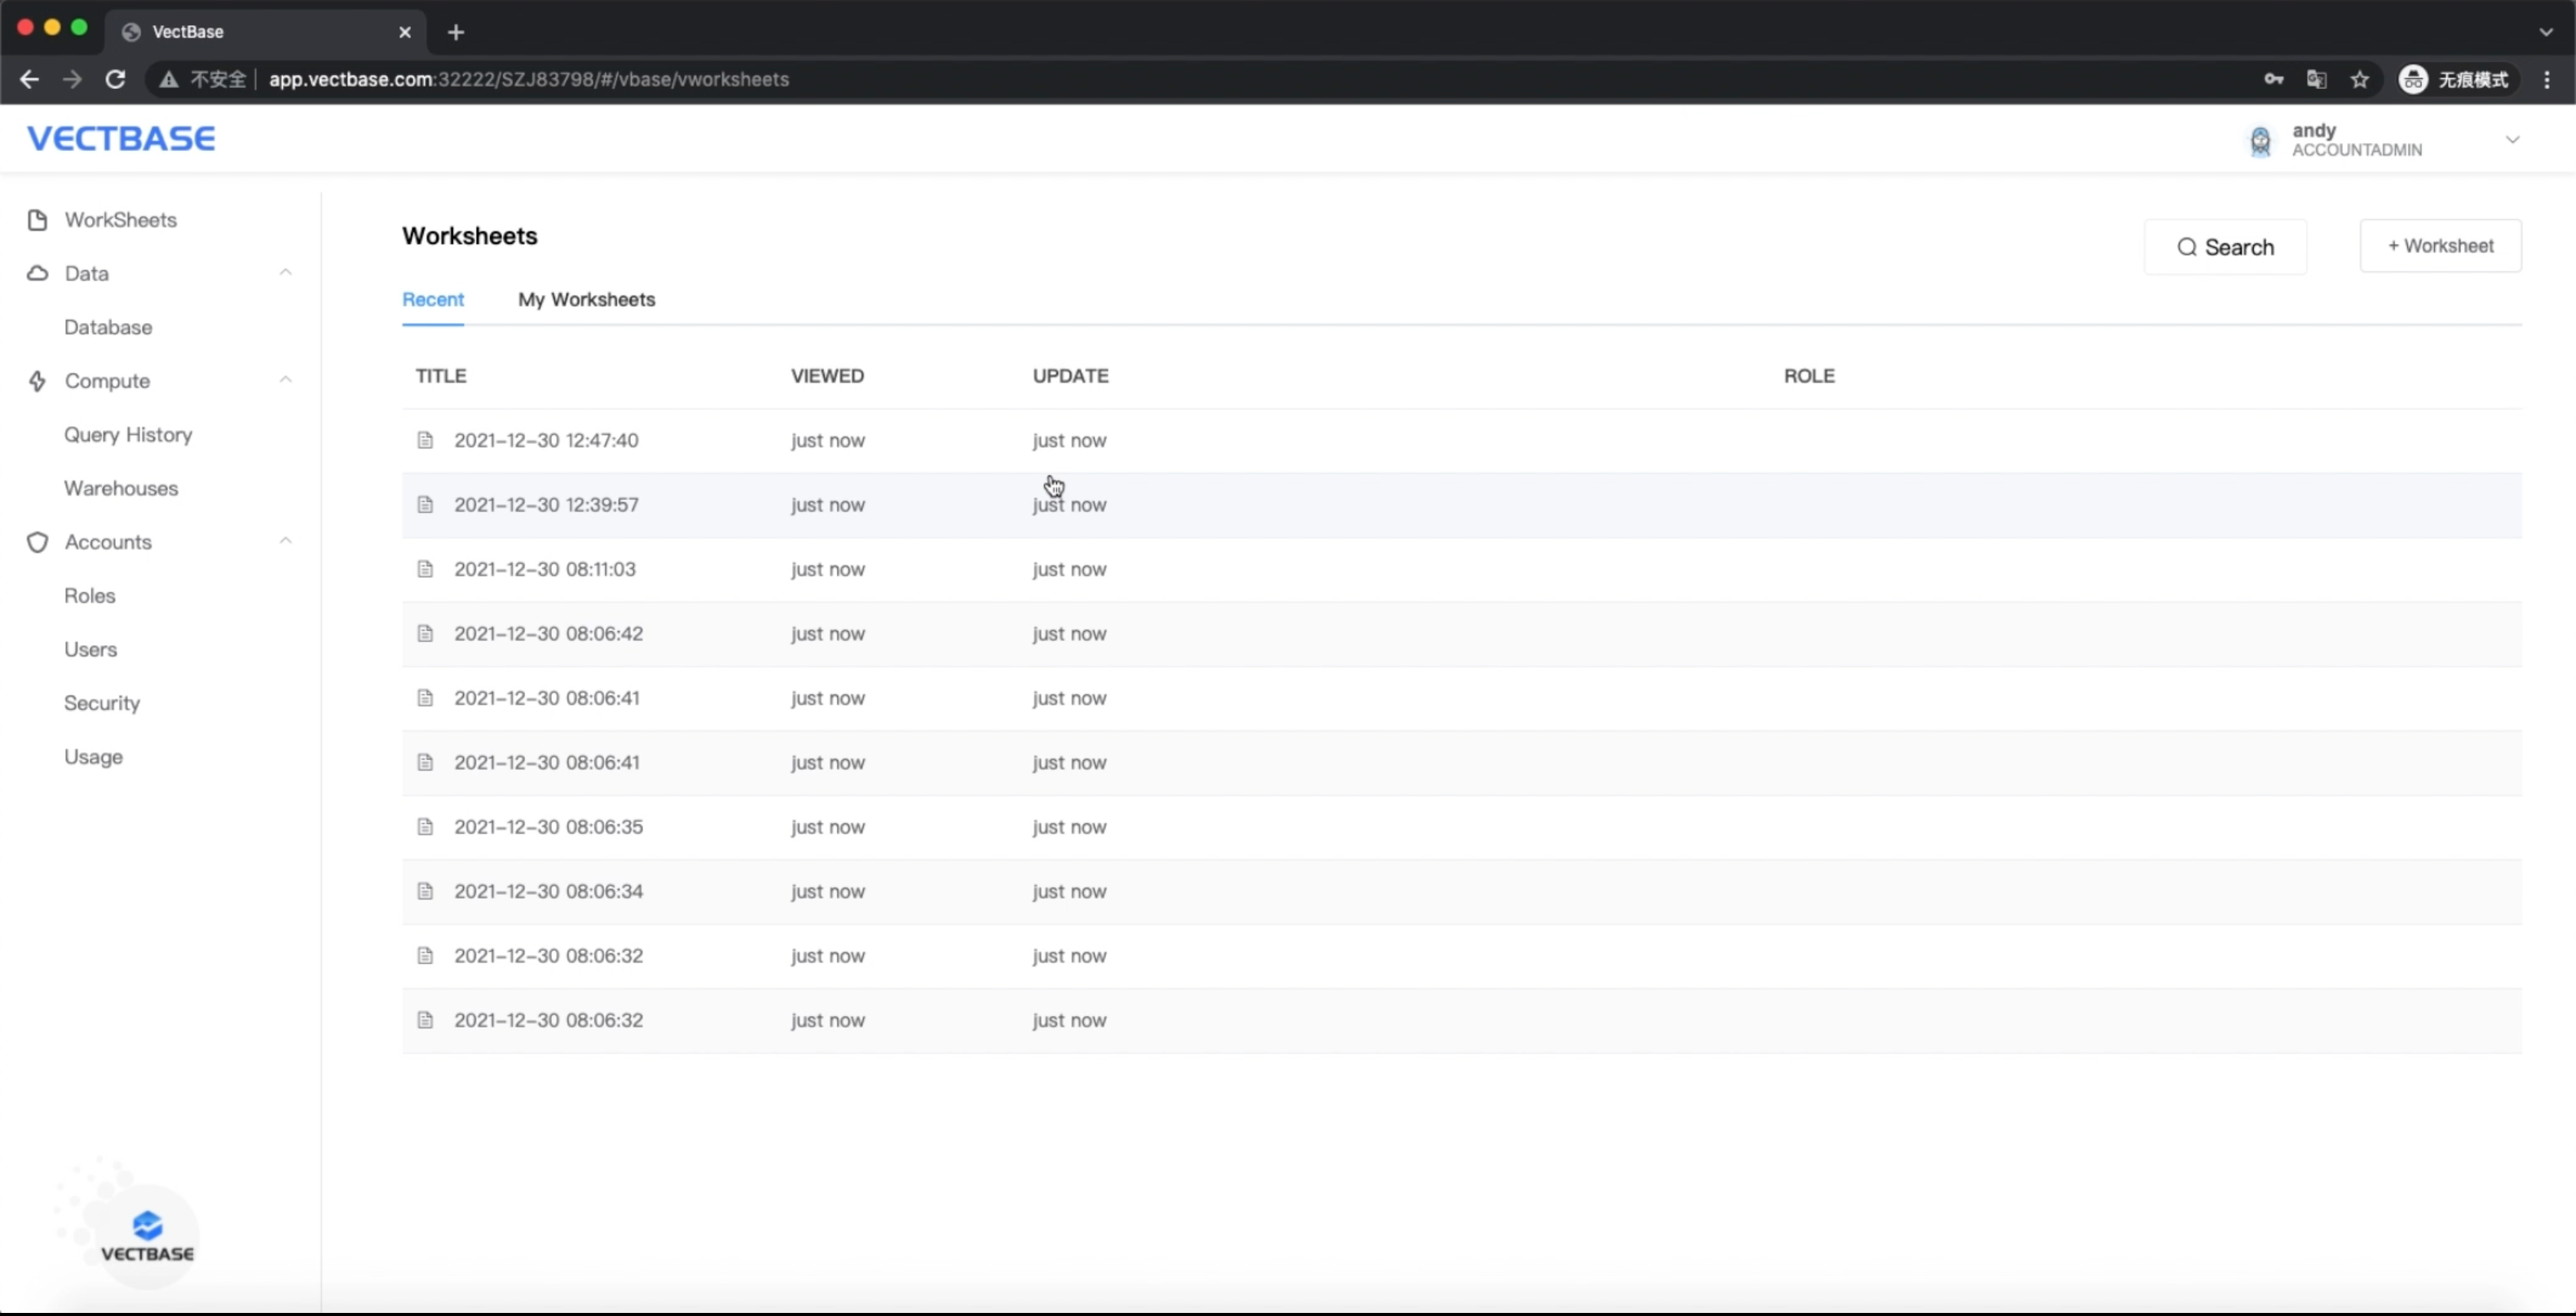 VectBase
不安全 app.vectbase.com:32222/SZJ83798/#/vbase/vworksheets 无痕模式
VECTBASE
andy
ACCOUNTADMIN
WorkSheets
Data
Database
Compute
Query History
Warehouses
Accounts
Roles
Users
Security
Usage
VECTBASE
Worksheets
Search
+ Worksheet
Recent My Worksheets
TITLE VIEWED UPDATE ROLE
2021-12-30 12:47:40 just now just now
2021-12-30 12:39:57 just now just now
2021-12-30 08:11:03 just now just now
2021-12-30 08:06:42 just now just now
2021-12-30 08:06:41 just now just now
2021-12-30 08:06:41 just now just now
2021-12-30 08:06:35 just now just now
2021-12-30 08:06:34 just now just now
2021-12-30 08:06:32 just now just now
2021-12-30 08:06:32 just now just now